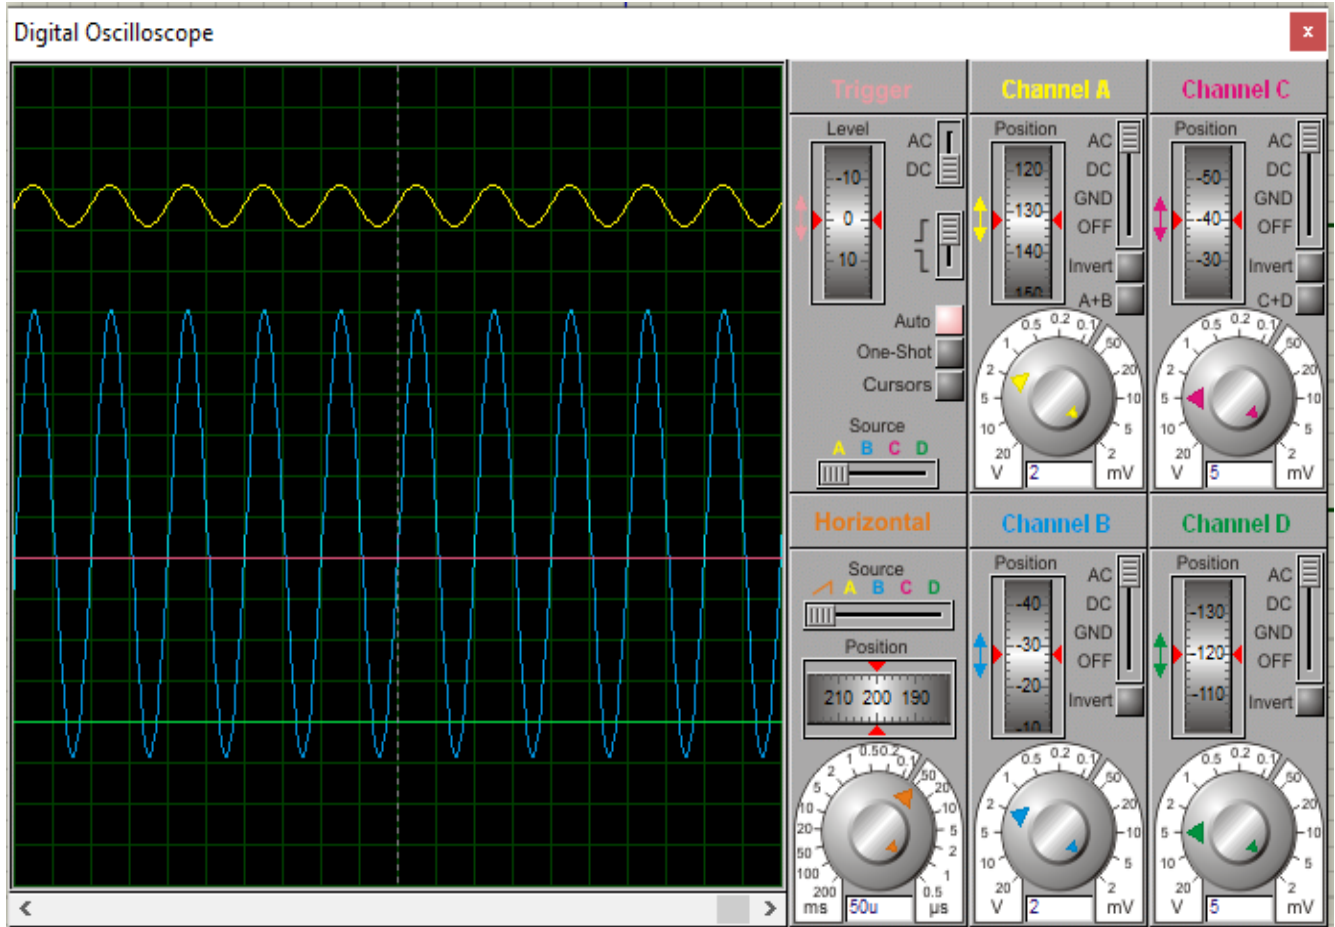 Digital Oscilloscope
x
Trigger
Level
AC
DC
-10
0
10
Auto
One-Shot
Cursors
Source
A B C D
Channel A
Position
AC
DC
GND
OFF
120
130
140
150
Invert
A+B
0.5 0.2 0.1
1 50
2 20
5 10
10 5
20 2
V 2 mV
Channel C
Position
AC
DC
GND
OFF
-50
-40
-30
Invert
C+D
0.5 0.2 0.1
1 50
2 20
5 10
10 5
20 2
V 5 mV
Horizontal
Source
A B C D
Position
210 200 190
1 0.5 0.2 0.1
2 50
5 20
10 10
20 5
50 2
100 1
200 0.5
ms 50u µs
Channel B
Position
AC
DC
GND
OFF
-40
-30
-20
-10
Invert
0.5 0.2 0.1
1 50
2 20
5 10
10 5
20 2
V 2 mV
Channel D
Position
AC
DC
GND
OFF
-130
-120
-110
Invert
0.5 0.2 0.1
1 50
2 20
5 10
10 5
20 2
V 5 mV